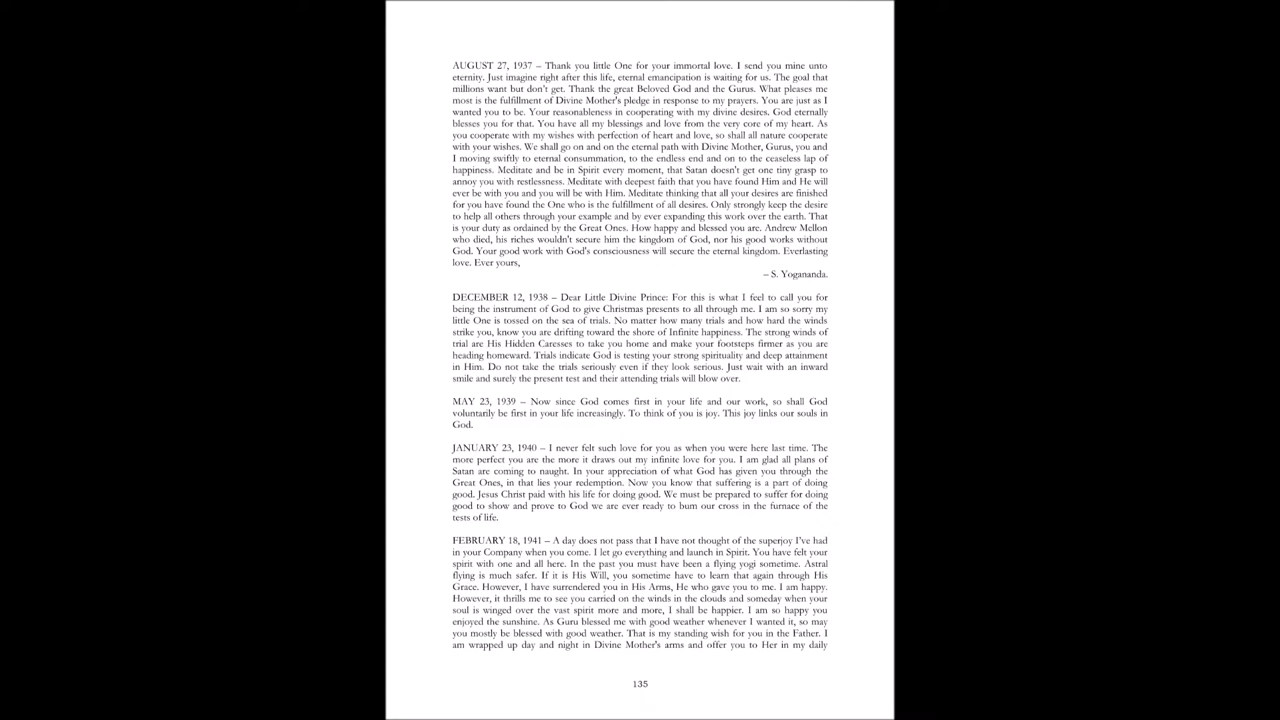 AUGUST 27, 1937 – Thank you little One for your immortal love. I send you mine unto
eternity. Just imagine right after this life, eternal emancipation is waiting for us. The goal that
millions want but don't get. Thank the great Beloved God and the Gurus. What pleases me
most is the fulfillment of Divine Mother's pledge in response to my prayers. You are just as I
wanted you to be. Your reasonableness in cooperating with my divine desires. God eternally
blesses you for that. You have all my blessings and love from the very core of my heart. As
you cooperate with my wishes with perfection of heart and love, so shall all nature cooperate
with your wishes. We shall go on and on the eternal path with Divine Mother, Gurus, you and
I moving swiftly to eternal consummation, to the endless end and on to the ceaseless lap of
happiness. Meditate and be in Spirit every moment, that Satan doesn't get one tiny grasp to
annoy you with restlessness. Meditate with deepest faith that you have found Him and He will
ever be with you and you will be with Him. Meditate thinking that all your desires are finished
for you have found the One who is the fulfillment of all desires. Only strongly keep the desire
to help all others through your example and by ever expanding this work over the earth. That
is your duty as ordained by the Great Ones. How happy and blessed you are. Andrew Mellon
who died, his riches wouldn't secure him the kingdom of God, nor his good works without
God. Your good work with God's consciousness will secure the eternal kingdom. Everlasting
love. Ever yours,
– S. Yogananda.
DECEMBER 12, 1938 – Dear Little Divine Prince: For this is what I feel to call you for
being the instrument of God to give Christmas presents to all through me. I am so sorry my
little One is tossed on the sea of trials. No matter how many trials and how hard the winds
strike you, know you are drifting toward the shore of Infinite happiness. The strong winds of
trial are His Hidden Caresses to take you home and make your footsteps firmer as you are
heading homeward. Trials indicate God is testing your strong spirituality and deep attainment
in Him. Do not take the trials seriously even if they look serious. Just wait with an inward
smile and surely the present test and their attending trials will blow over.
MAY 23, 1939 – Now since God comes first in your life and our work, so shall God
voluntarily be first in your life increasingly. To think of you is joy. This joy links our souls in
God.
JANUARY 23, 1940 – I never felt such love for you as when you were here last time. The
more perfect you are the more it draws out my infinite love for you. I am glad all plans of
Satan are coming to naught. In your appreciation of what God has given you through the
Great Ones, in that lies your redemption. Now you know that suffering is a part of doing
good. Jesus Christ paid with his life for doing good. We must be prepared to suffer for doing
good to show and prove to God we are ever ready to bum our cross in the furnace of the
tests of life.
FEBRUARY 18, 1941 – A day does not pass that I have not thought of the superjoy I've had
in your Company when you come. I let go everything and launch in Spirit. You have felt your
spirit with one and all here. In the past you must have been a flying yogi sometime. Astral
flying is much safer. If it is His Will, you sometime have to learn that again through His
Grace. However, I have surrendered you in His Arms, He who gave you to me. I am happy.
However, it thrills me to see you carried on the winds in the clouds and someday when your
soul is winged over the vast spirit more and more, I shall be happier. I am so happy you
enjoyed the sunshine. As Guru blessed me with good weather whenever I wanted it, so may
you mostly be blessed with good weather. That is my standing wish for you in the Father. I
am wrapped up day and night in Divine Mother's arms and offer you to Her in my daily
135